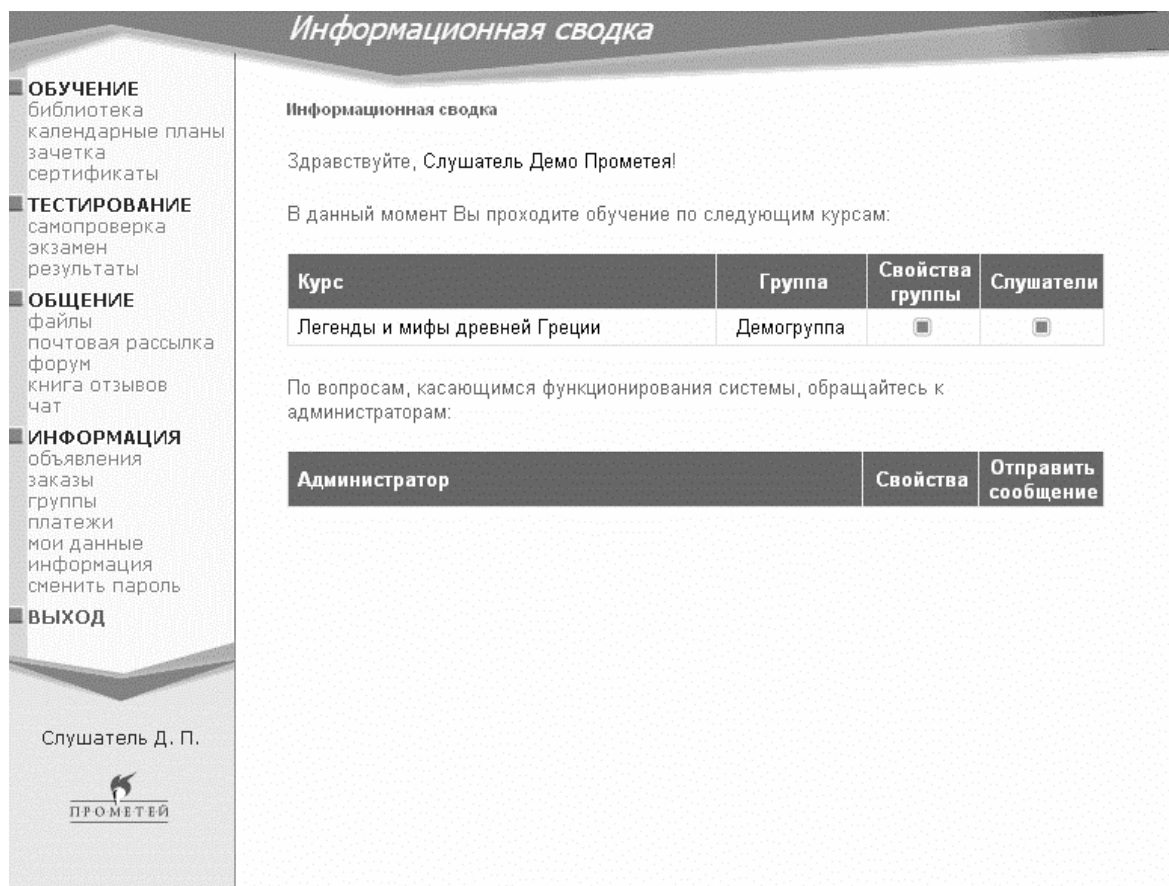 Информационная сводка
ОБУЧЕНИЕ
библиотека
календарные планы
зачетка
сертификаты
ТЕСТИРОВАНИЕ
самопроверка
экзамен
результаты
ОБЩЕНИЕ
файлы
почтовая рассылка
форум
книга отзывов
чат
ИНФОРМАЦИЯ
объявления
заказы
группы
платежи
мои данные
информация
сменить пароль
ВЫХОД
Слушатель Д. П.
ПРОМЕТЕЙ
Информационная сводка
Здравствуйте, Слушатель Демо Прометея!
В данный момент Вы проходите обучение по следующим курсам:
Курс Группа Свойства группы Слушатели
Легенды и мифы древней Греции Демогруппа
По вопросам, касающимся функционирования системы, обращайтесь к
администраторам:
Администратор Свойства Отправить сообщение